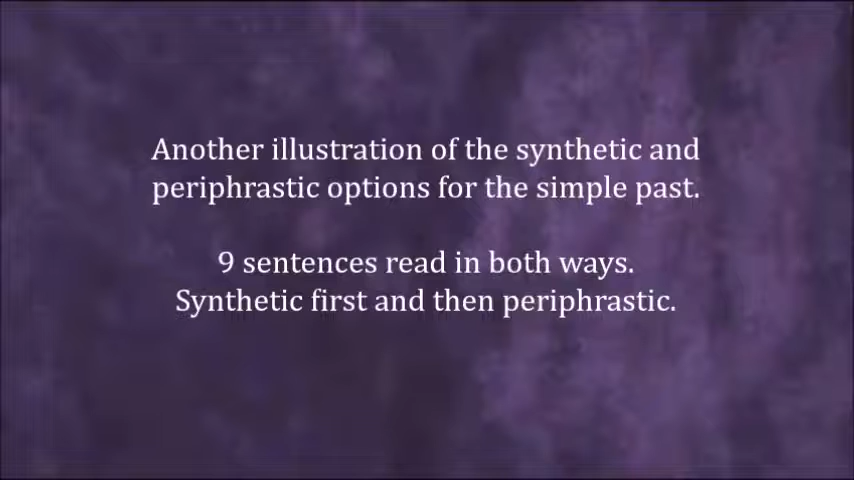 Another illustration of the synthetic and
periphrastic options for the simple past.
9 sentences read in both ways.
Synthetic first and then periphrastic.